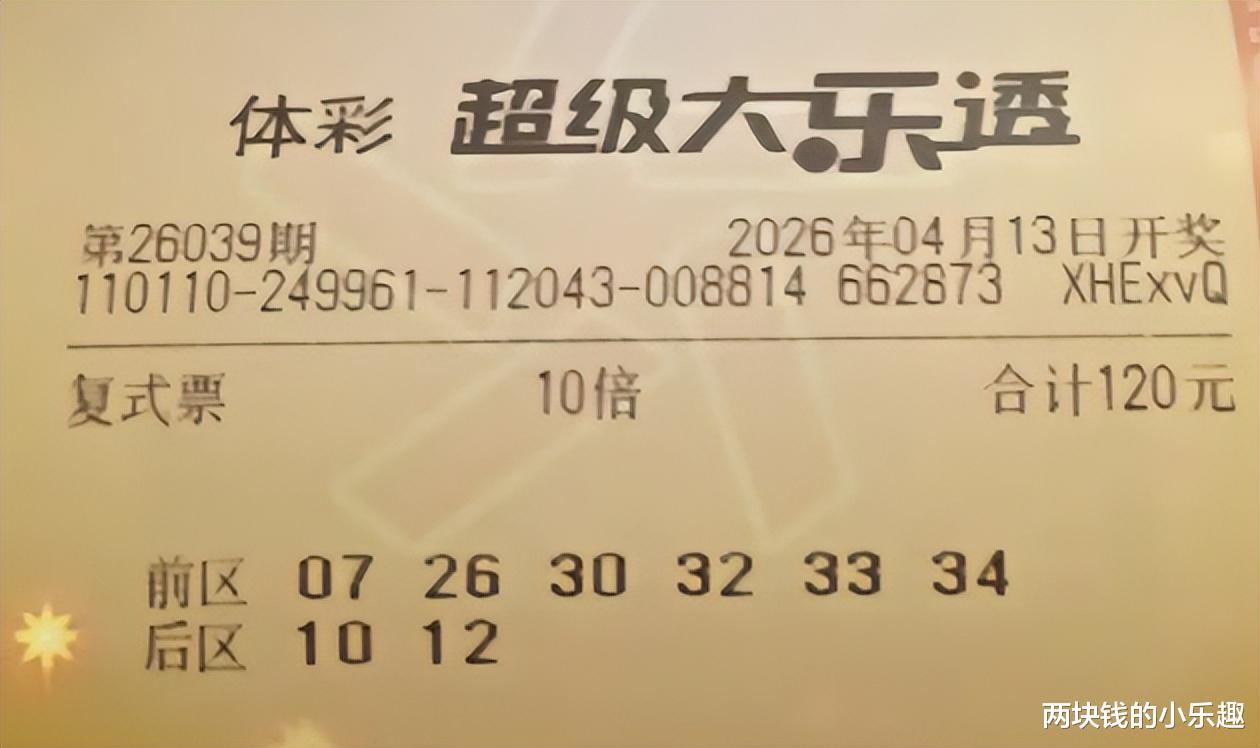 体彩 超级大乐透
第26039期 2026年04月13日开奖
110110-249961-112043-008814 662873 XHExvQ
复式票 10倍 合计120元
前区 07 26 30 32 33 34
后区 10 12
两块钱的小乐趣